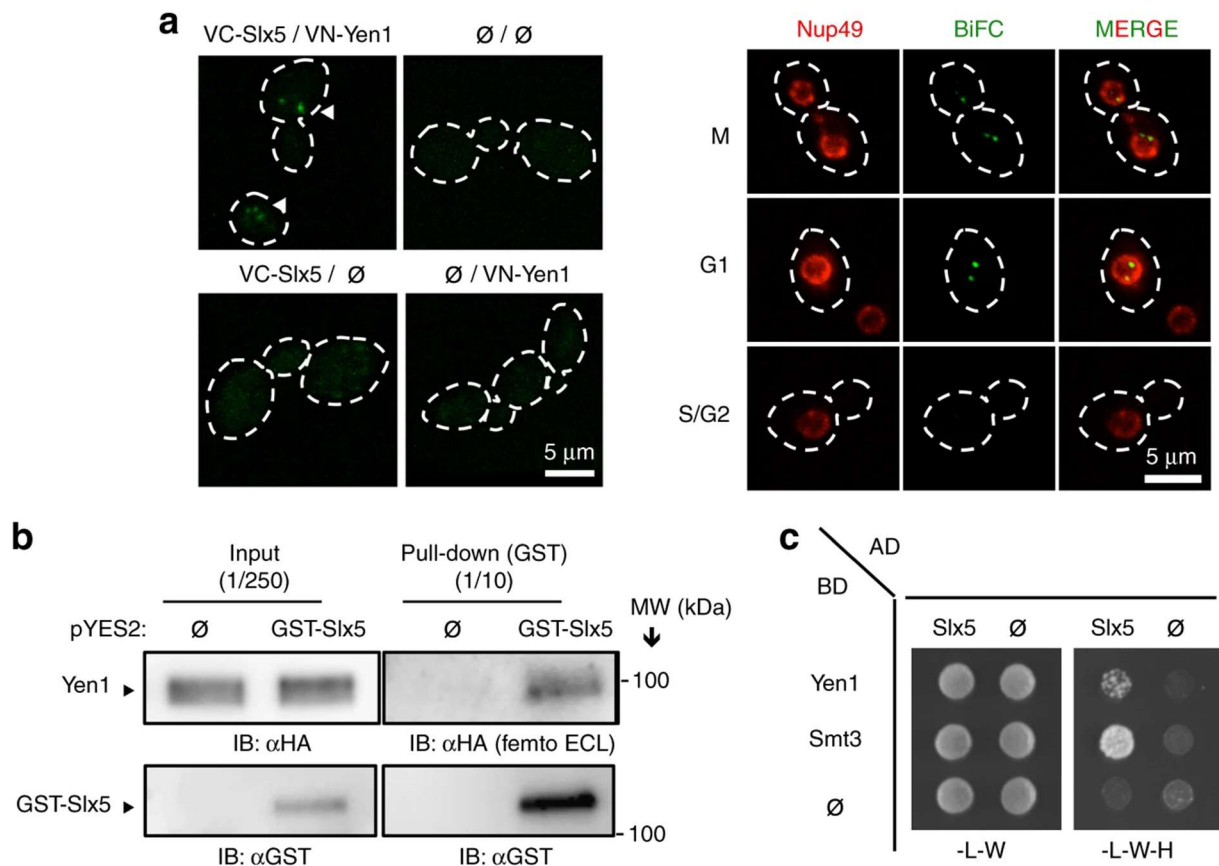 a
VC-Slx5 / VN-Yen1
Ø / Ø
VC-Slx5 / Ø
Ø / VN-Yen1
5 μm
Nup49
BiFC
MERGE
M
G1
S/G2
5 μm
b
Input
(1/250)
Pull-down (GST)
(1/10)
MW (kDa)
pYES2:
Ø
GST-Slx5
Ø
GST-Slx5
Yen1
-100
IB: αHA
IB: αHA (femto ECL)
GST-Slx5
-100
IB: αGST
IB: αGST
c
AD
BD
Slx5
Ø
Slx5
Ø
Yen1
Smt3
Ø
-L-W
-L-W-H